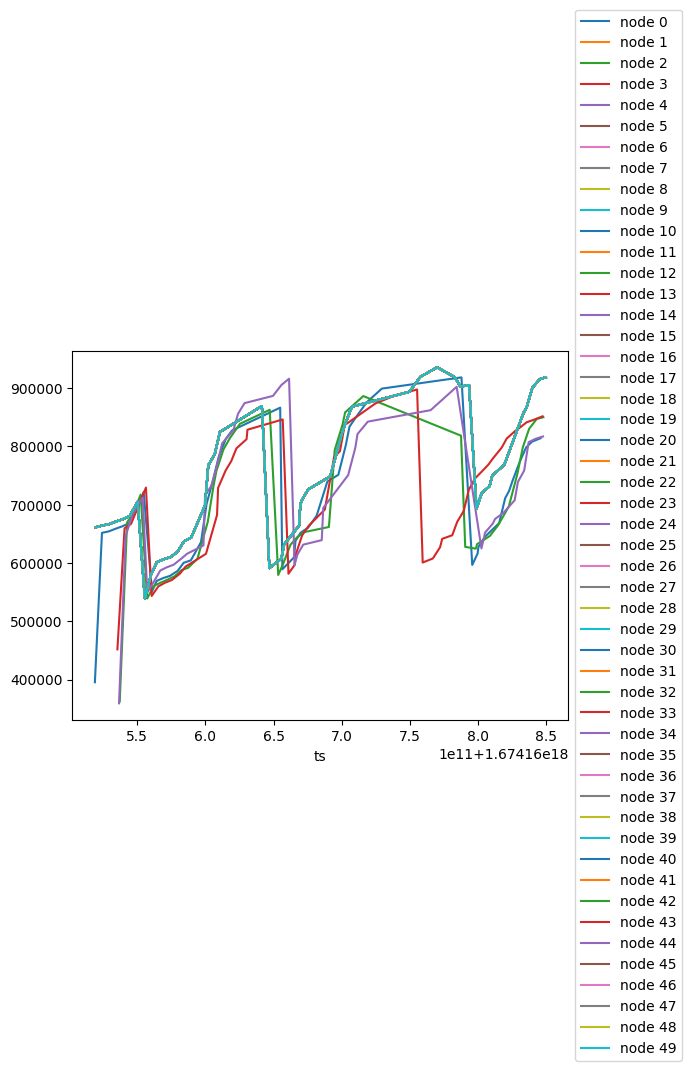 900000
800000
700000
600000
500000
400000
5.5 6.0 6.5 7.0 7.5 8.0 8.5
ts
1e11+1.67416e18
node 0
node 1
node 2
node 3
node 4
node 5
node 6
node 7
node 8
node 9
node 10
node 11
node 12
node 13
node 14
node 15
node 16
node 17
node 18
node 19
node 20
node 21
node 22
node 23
node 24
node 25
node 26
node 27
node 28
node 29
node 30
node 31
node 32
node 33
node 34
node 35
node 36
node 37
node 38
node 39
node 40
node 41
node 42
node 43
node 44
node 45
node 46
node 47
node 48
node 49